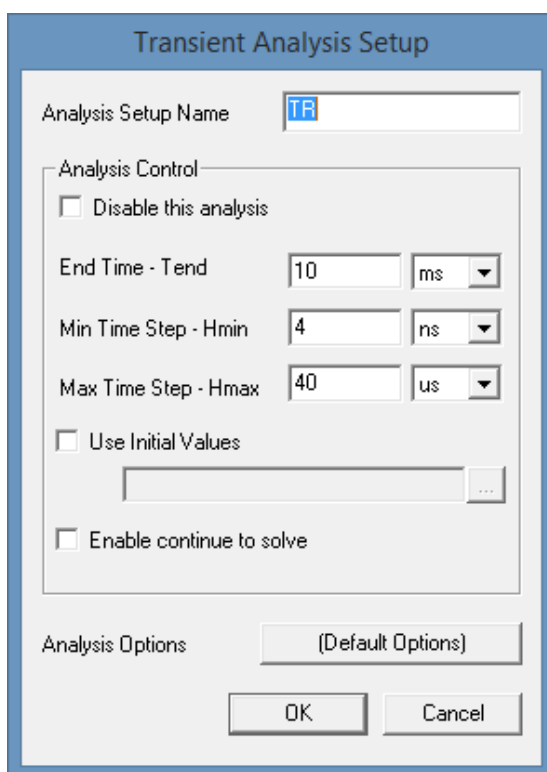 Transient Analysis Setup
Analysis Setup Name TR
Analysis Control
Disable this analysis
End Time - Tend 10 ms
Min Time Step - Hmin 4 ns
Max Time Step - Hmax 40 us
Use Initial Values
...
Enable continue to solve
Analysis Options (Default Options)
OK Cancel